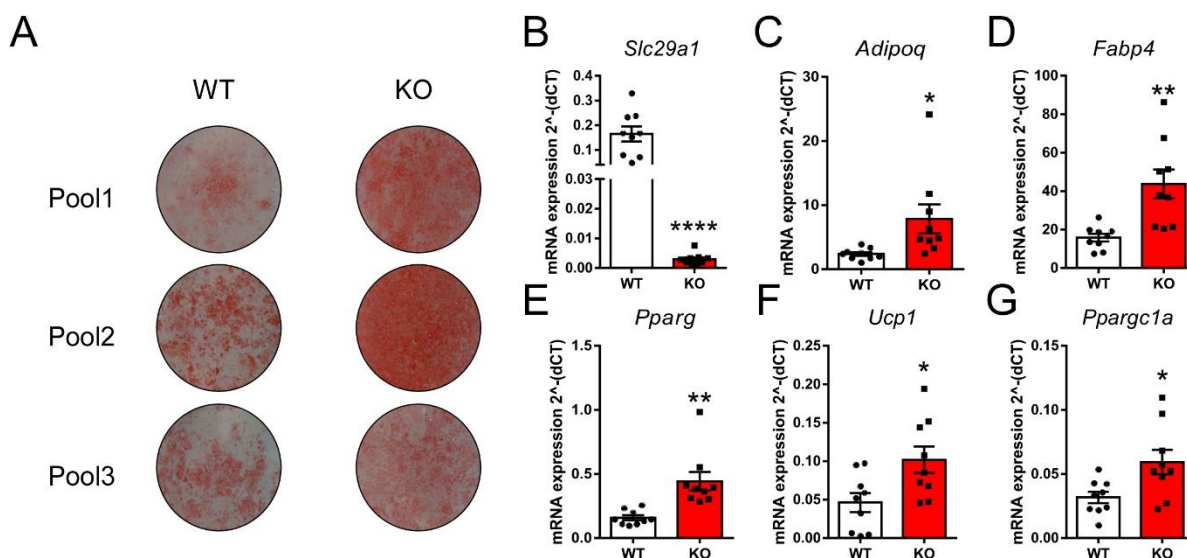 A
WT
KO
Pool1
Pool2
Pool3
B
Slc29a1
mRNA expression 2^-(dCT)
0.4
0.3
0.2
0.1
0.03
0.02
0.01
0.00
****
WT
KO
C
Adipoq
mRNA expression 2^-(dCT)
30
20
10
0
*
WT
KO
D
Fabp4
mRNA expression 2^-(dCT)
100
80
60
40
20
0
**
WT
KO
E
Pparg
mRNA expression 2^-(dCT)
1.5
1.0
0.5
0.0
**
WT
KO
F
Ucp1
mRNA expression 2^-(dCT)
0.25
0.20
0.15
0.10
0.05
0.00
*
WT
KO
G
Ppargc1a
mRNA expression 2^-(dCT)
0.15
0.10
0.05
0.00
*
WT
KO